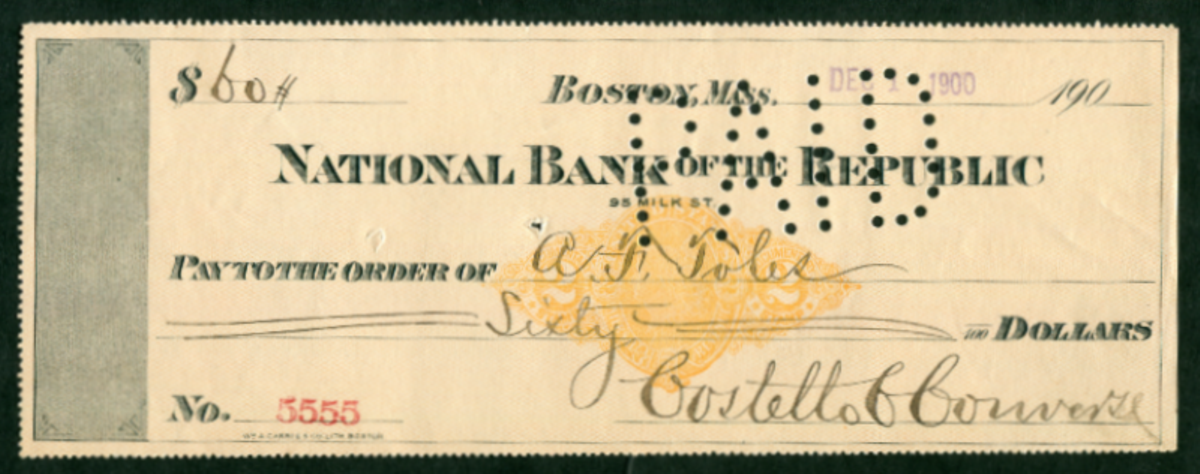 $ 60 # Boston, Mass. DEC 1 1900 190
National Bank of the Republic
95 MILK ST.
PAID
Pay to the order of A. F. Toles
Sixty 100 Dollars
No. 5555 Costello C Converse